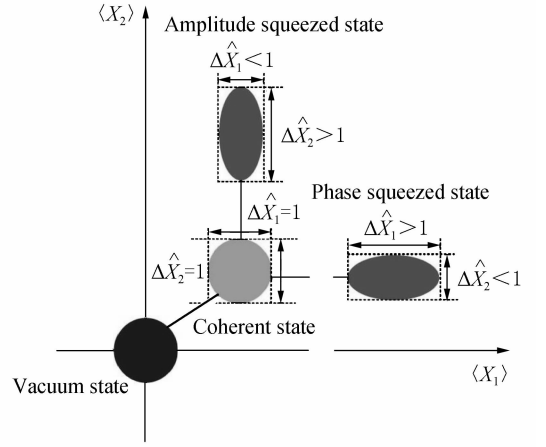 ⟨X₂⟩
Amplitude squeezed state
ΔX̂₁<1
ΔX̂₂>1
Phase squeezed state
ΔX̂₁=1
ΔX̂₁>1
ΔX̂₂=1
ΔX̂₂<1
Coherent state
Vacuum state
⟨X₁⟩